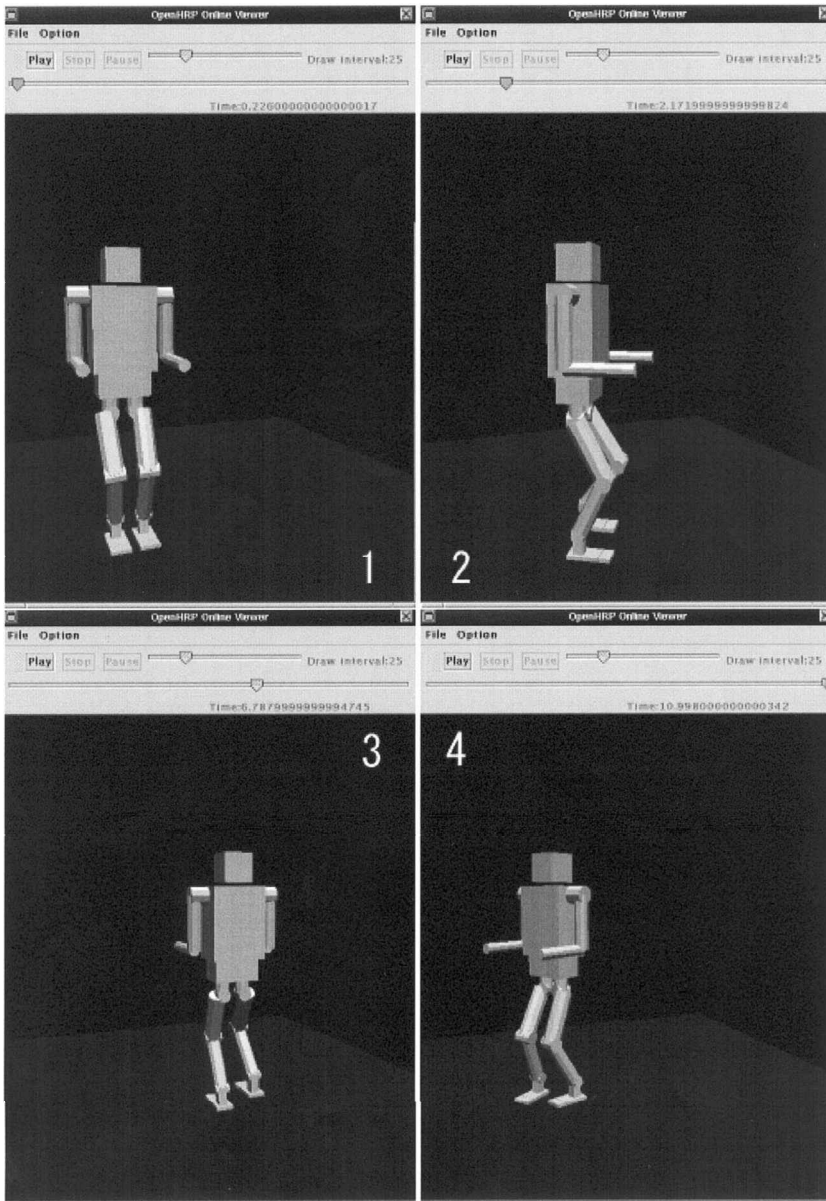 OpenHRP Online Viewer
File Option
Play Stop Pause Draw interval:25
Time:0.22600000000000017
1
OpenHRP Online Viewer
File Option
Play Stop Pause Draw interval:25
Time:2.1719999999999824
2
OpenHRP Online Viewer
File Option
Play Stop Pause Draw interval:25
Time:6.7879999999994745
3
OpenHRP Online Viewer
File Option
Play Stop Pause Draw interval:25
Time:10.998000000000342
4